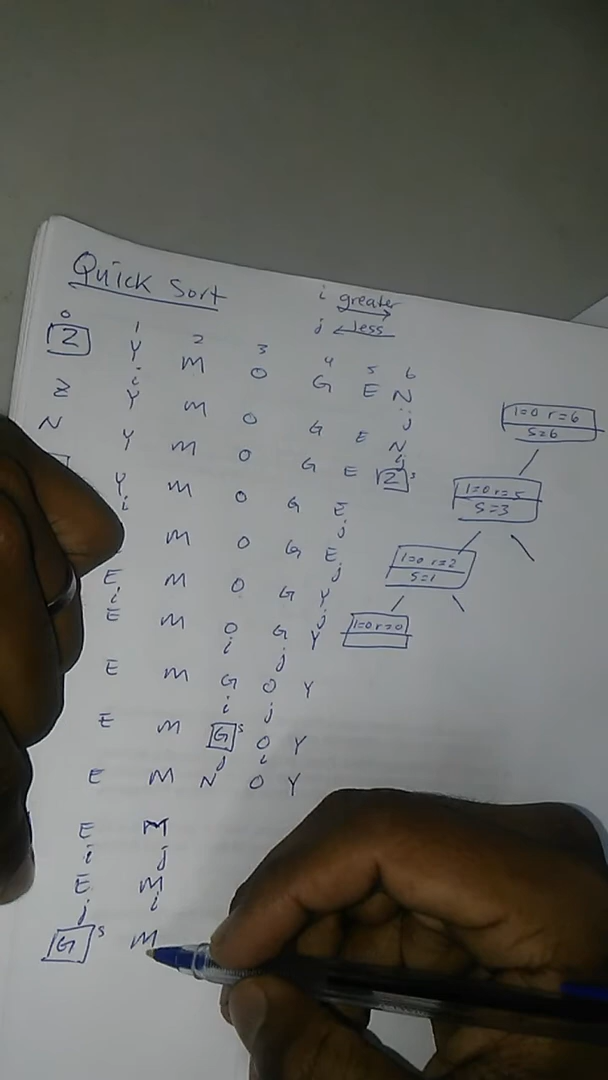 Quick Sort
i greater
j less
0 1 2 3 4 5 6
Z Y M O G E N
i j
Z Y M O G E N
j
N Y M O G E Z s
Y M O G E
i j
M O G E
j
E M O G Y
i j
E M O G Y
i j
E M G O Y
i j
E M G s O Y
j i
E M N O Y
E M
i j
E M
j i
G s M
l=0 r=6
S=6
l=0 r=5
S=3
l=0 r=2
S=1
l=0 r=0